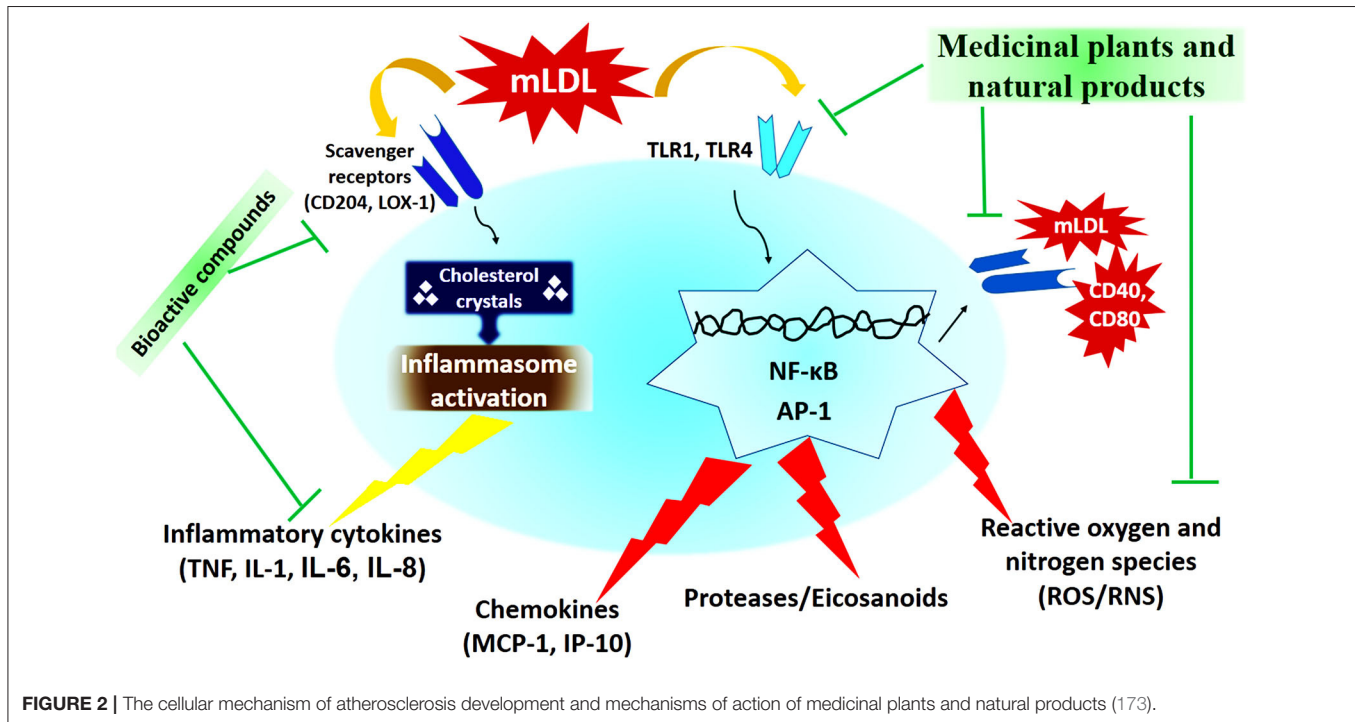 mLDL
Medicinal plants and
natural products
Scavenger
receptors
(CD204, LOX-1)
TLR1, TLR4
Bioactive compounds
mLDL
CD40,
CD80
Cholesterol
crystals
Inflammasome
activation
NF-κB
AP-1
Inflammatory cytokines
(TNF, IL-1, IL-6, IL-8)
Chemokines
(MCP-1, IP-10)
Proteases/Eicosanoids
Reactive oxygen and
nitrogen species
(ROS/RNS)
FIGURE 2 | The cellular mechanism of atherosclerosis development and mechanisms of action of medicinal plants and natural products (173).